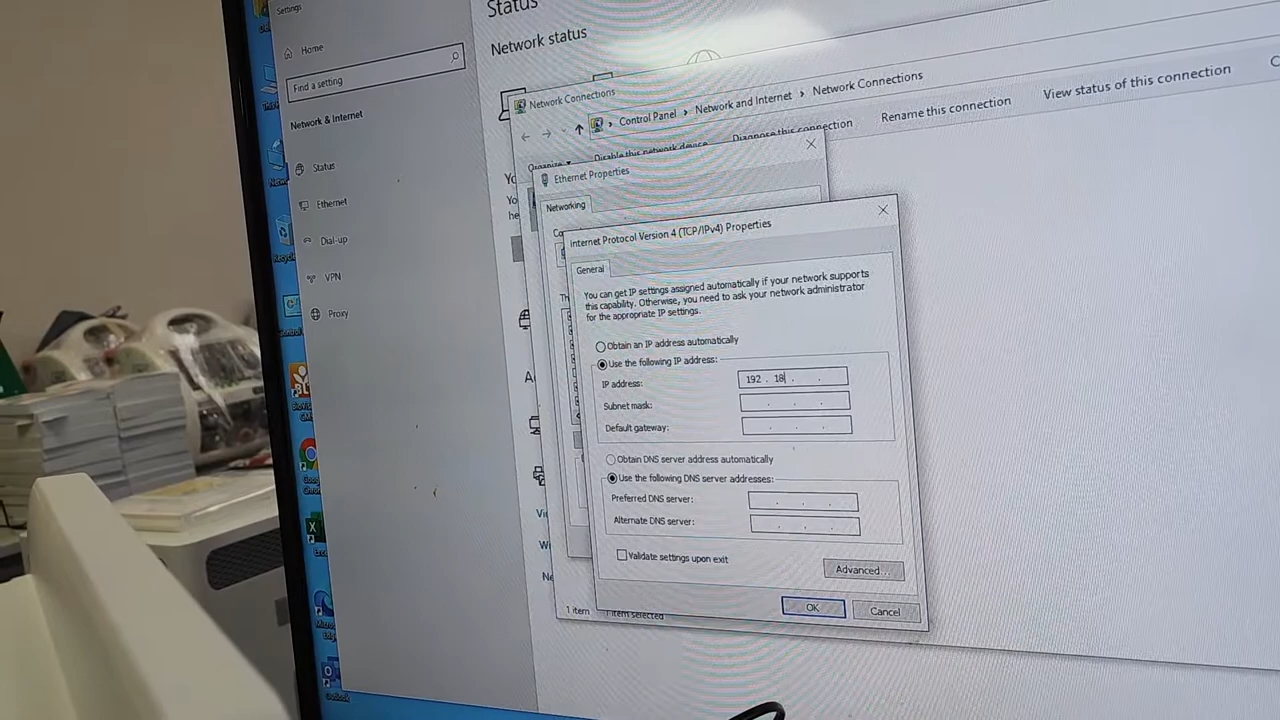 Settings
Home
Find a setting
Network & Internet
Status
Ethernet
Dial-up
VPN
Proxy
Status
Network status
Network Connections
Control Panel > Network and Internet > Network Connections
Organize
Disable this network device
Diagnose this connection
Rename this connection
View status of this connection
Ethernet Properties
Networking
Internet Protocol Version 4 (TCP/IPv4) Properties
General
You can get IP settings assigned automatically if your network supports
this capability. Otherwise, you need to ask your network administrator
for the appropriate IP settings.
Obtain an IP address automatically
Use the following IP address:
IP address:
192 . 18 . .
Subnet mask:
. . .
Default gateway:
. . .
Obtain DNS server address automatically
Use the following DNS server addresses:
Preferred DNS server:
. . .
Alternate DNS server:
. . .
Validate settings upon exit
Advanced...
OK
Cancel
1 item
1 item selected